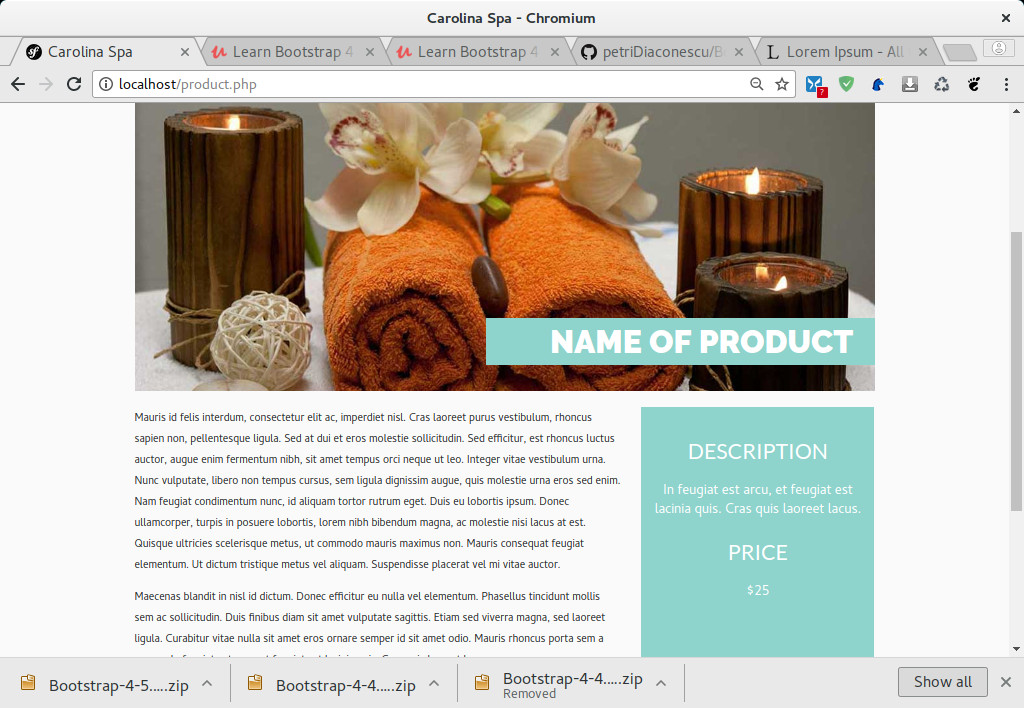 Carolina Spa - Chromium
Carolina Spa
Learn Bootstrap 4
Learn Bootstrap 4
petriDiaconescu/B
Lorem Ipsum - All
localhost/product.php
?
NAME OF PRODUCT
Mauris id felis interdum, consectetur elit ac, imperdiet nisl. Cras laoreet purus vestibulum, rhoncus
sapien non, pellentesque ligula. Sed at dui et eros molestie sollicitudin. Sed efficitur, est rhoncus luctus
auctor, augue enim fermentum nibh, sit amet tempus orci neque ut leo. Integer vitae vestibulum urna.
Nunc vulputate, libero non tempus cursus, sem ligula dignissim augue, quis molestie urna eros sed enim.
Nam feugiat condimentum nunc, id aliquam tortor rutrum eget. Duis eu lobortis ipsum. Donec
ullamcorper, turpis in posuere lobortis, lorem nibh bibendum magna, ac molestie nisi lacus at est.
Quisque ultricies scelerisque metus, ut commodo mauris maximus non. Mauris consequat feugiat
elementum. Ut dictum tristique metus vel aliquam. Suspendisse placerat vel mi vitae auctor.
Maecenas blandit in nisl id dictum. Donec efficitur eu nulla vel elementum. Phasellus tincidunt mollis
sem ac sollicitudin. Duis finibus diam sit amet vulputate sagittis. Etiam sed viverra magna, sed laoreet
ligula. Curabitur vitae nulla sit amet eros ornare semper id sit amet odio. Mauris rhoncus porta sem a
DESCRIPTION
In feugiat est arcu, et feugiat est
lacinia quis. Cras quis laoreet lacus.
PRICE
$25
Bootstrap-4-5.....zip
Bootstrap-4-4.....zip
Bootstrap-4-4.....zip
Removed
Show all